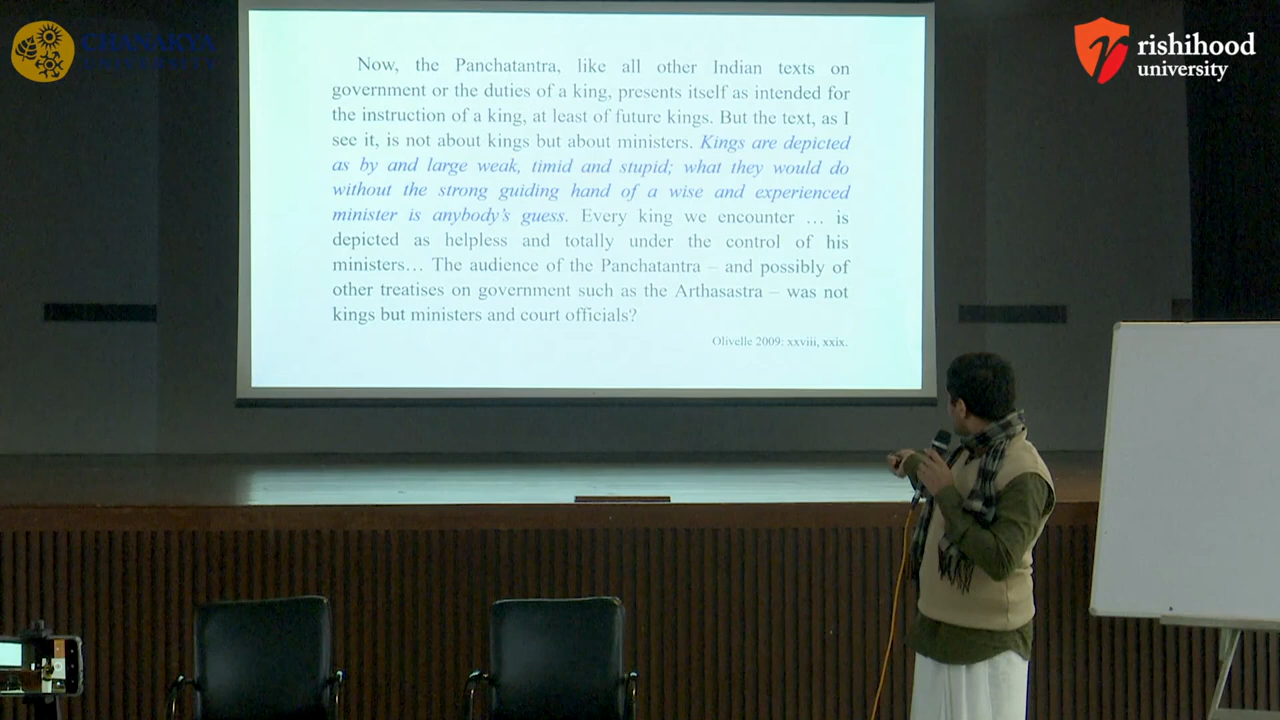 CHANAKYA
UNIVERSITY
rishihood
university
Now, the Panchatantra, like all other Indian texts on
government or the duties of a king, presents itself as intended for
the instruction of a king, at least of future kings. But the text, as I
see it, is not about kings but about ministers. Kings are depicted
as by and large weak, timid and stupid; what they would do
without the strong guiding hand of a wise and experienced
minister is anybody's guess. Every king we encounter … is
depicted as helpless and totally under the control of his
ministers… The audience of the Panchatantra – and possibly of
other treatises on government such as the Arthasastra – was not
kings but ministers and court officials?
Olivelle 2009: xxviii, xxix.